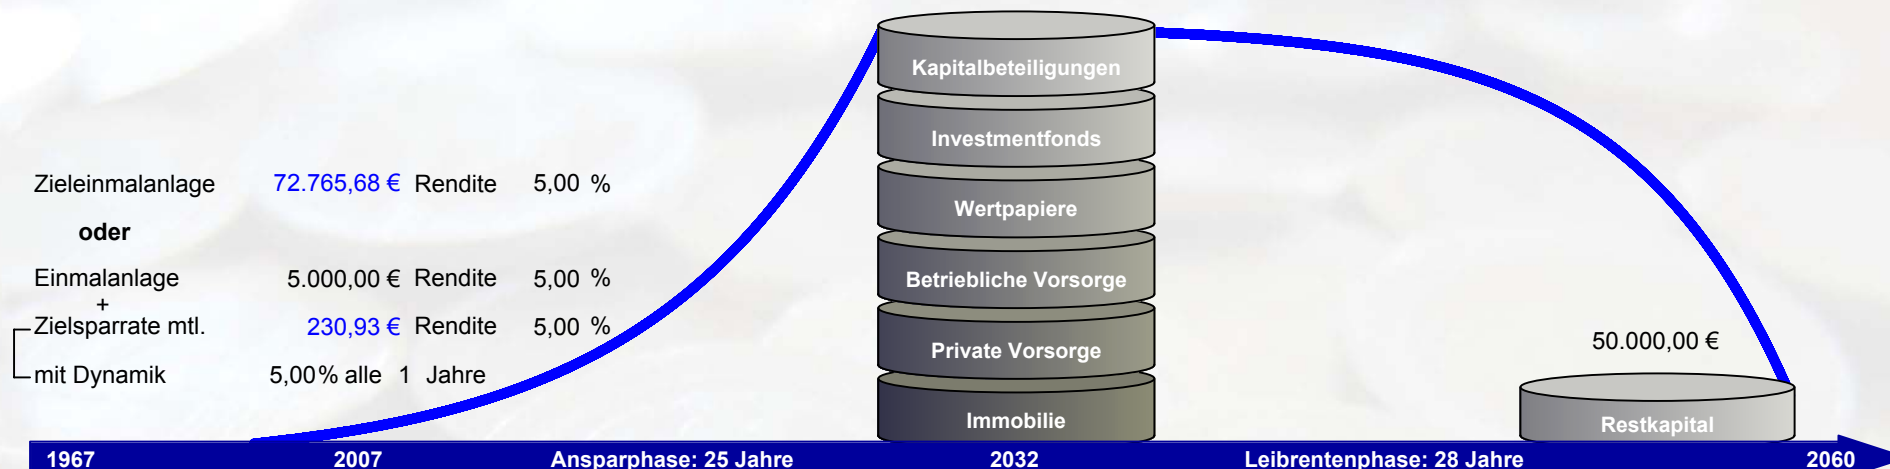 Zieleinmalanlage 72.765,68 € Rendite 5,00 %
oder
Einmalanlage 5.000,00 € Rendite 5,00 %
+
Zielsparrate mtl. 230,93 € Rendite 5,00 %
mit Dynamik 5,00% alle 1 Jahre
Kapitalbeteiligungen
Investmentfonds
Wertpapiere
Betriebliche Vorsorge
Private Vorsorge
Immobilie
50.000,00 €
Restkapital
1967 2007 Ansparphase: 25 Jahre 2032 Leibrentenphase: 28 Jahre 2060